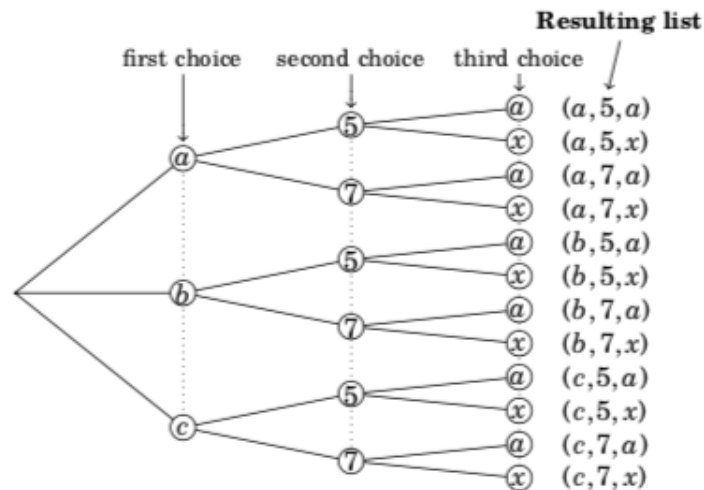 Resulting list
first choice second choice third choice
a (a,5,a)
5
x (a,5,x)
a
a (a,7,a)
7
x (a,7,x)
a (b,5,a)
5
x (b,5,x)
b
a (b,7,a)
7
x (b,7,x)
a (c,5,a)
5
x (c,5,x)
c
a (c,7,a)
7
x (c,7,x)